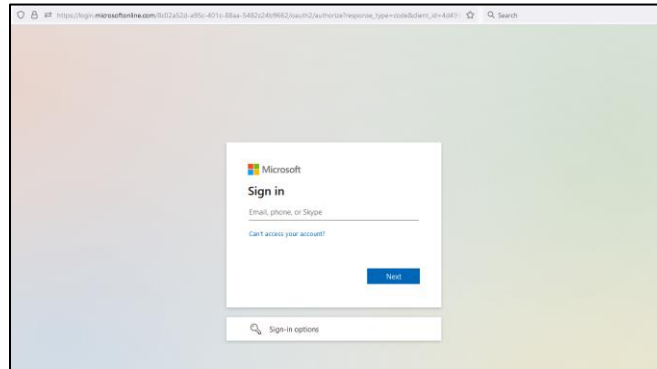 https://login.microsoftonline.com Search
Microsoft
Sign in
Email, phone, or Skype
Can't access your account?
Next
Sign-in options